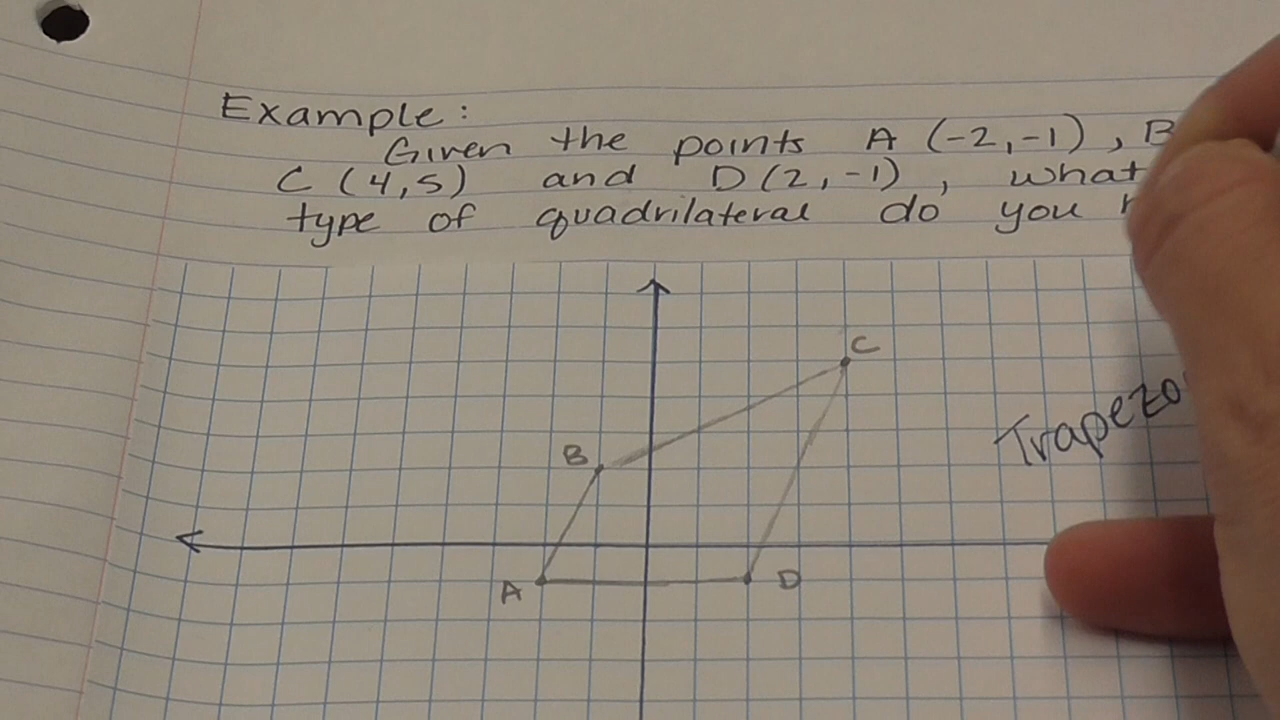 Example:
Given the points A (-2,-1), B
C (4,5) and D(2,-1), what
type of quadrilateral do you
C
Trapezo
B
A
D